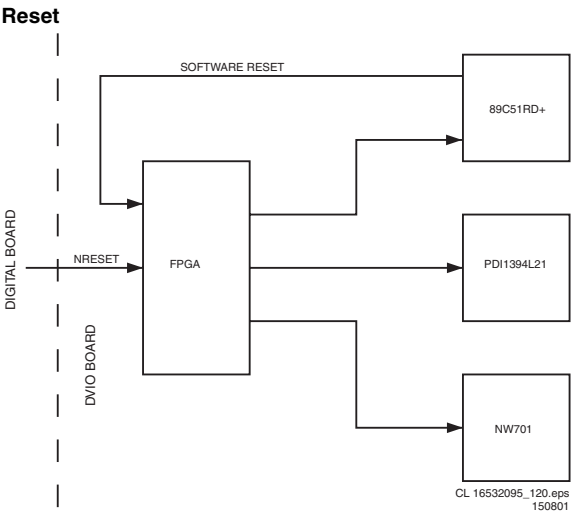 Reset
SOFTWARE RESET
89C51RD+
DIGITAL BOARD
NRESET
FPGA
PDI1394L21
DVIO BOARD
NW701
CL 16532095_120.eps
150801